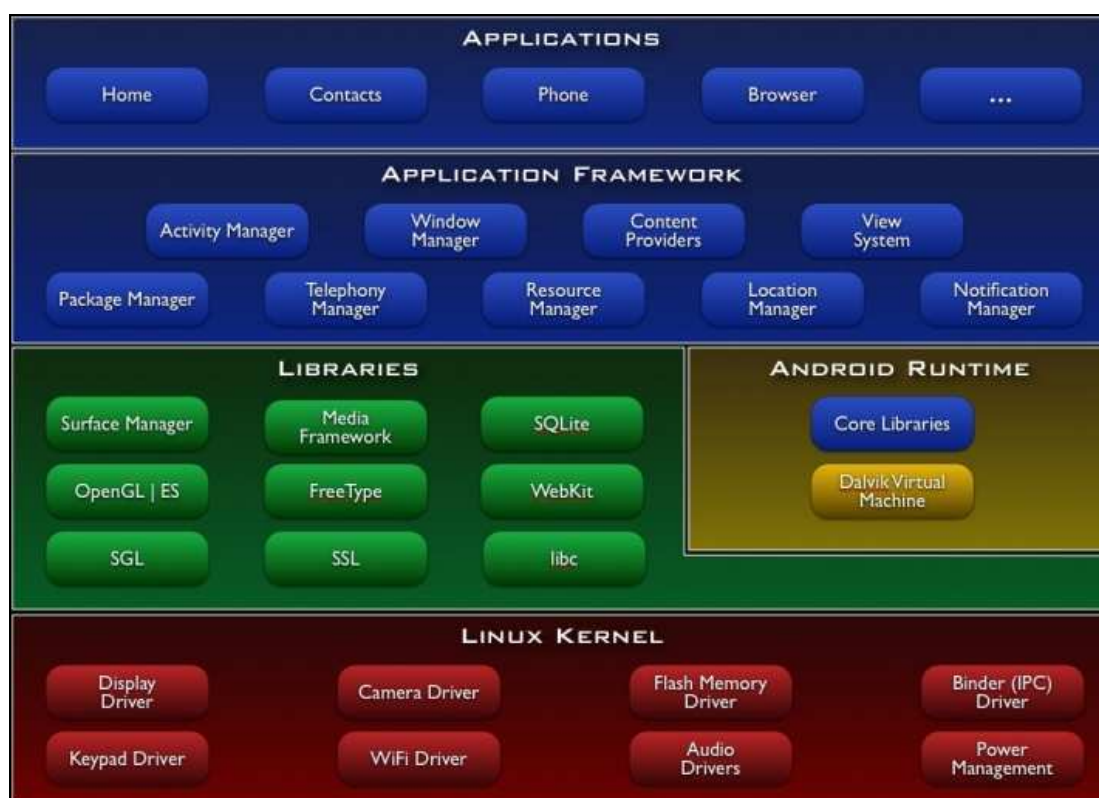 APPLICATIONS
Home Contacts Phone Browser ...
APPLICATION FRAMEWORK
Activity Manager
Window
Manager
Content
Providers
View
System
Package Manager
Telephony
Manager
Resource
Manager
Location
Manager
Notification
Manager
LIBRARIES
Surface Manager
Media
Framework
SQLite
OpenGL | ES
FreeType
WebKit
SGL
SSL
libc
ANDROID RUNTIME
Core Libraries
Dalvik Virtual
Machine
LINUX KERNEL
Display
Driver
Camera Driver
Flash Memory
Driver
Binder (IPC)
Driver
Keypad Driver
WiFi Driver
Audio
Drivers
Power
Management